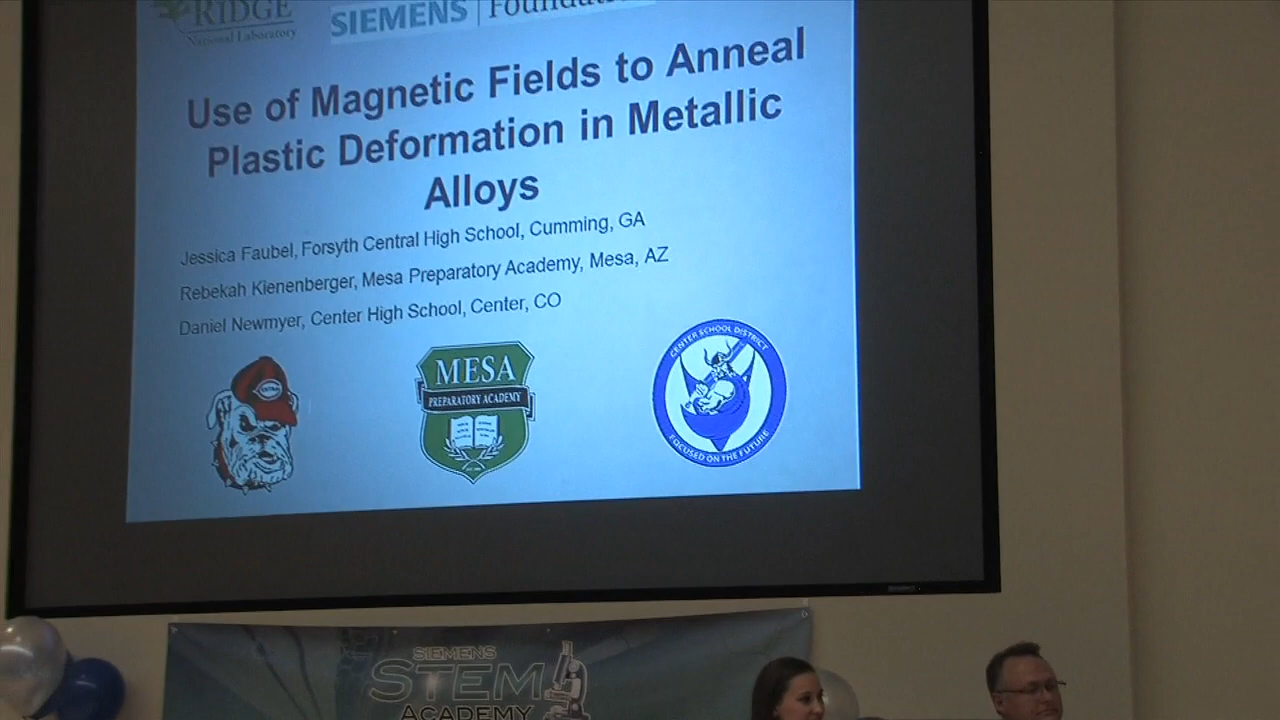 RIDGE
National Laboratory
SIEMENS
Use of Magnetic Fields to Anneal
Plastic Deformation in Metallic
Alloys
Jessica Faubel, Forsyth Central High School, Cumming, GA
Rebekah Kienenberger, Mesa Preparatory Academy, Mesa, AZ
Daniel Newmyer, Center High School, Center, CO
MESA
PREPARATORY ACADEMY
CENTER SCHOOL DISTRICT
FOCUSED ON THE FUTURE
SIEMENS
STEM
ACADEMY